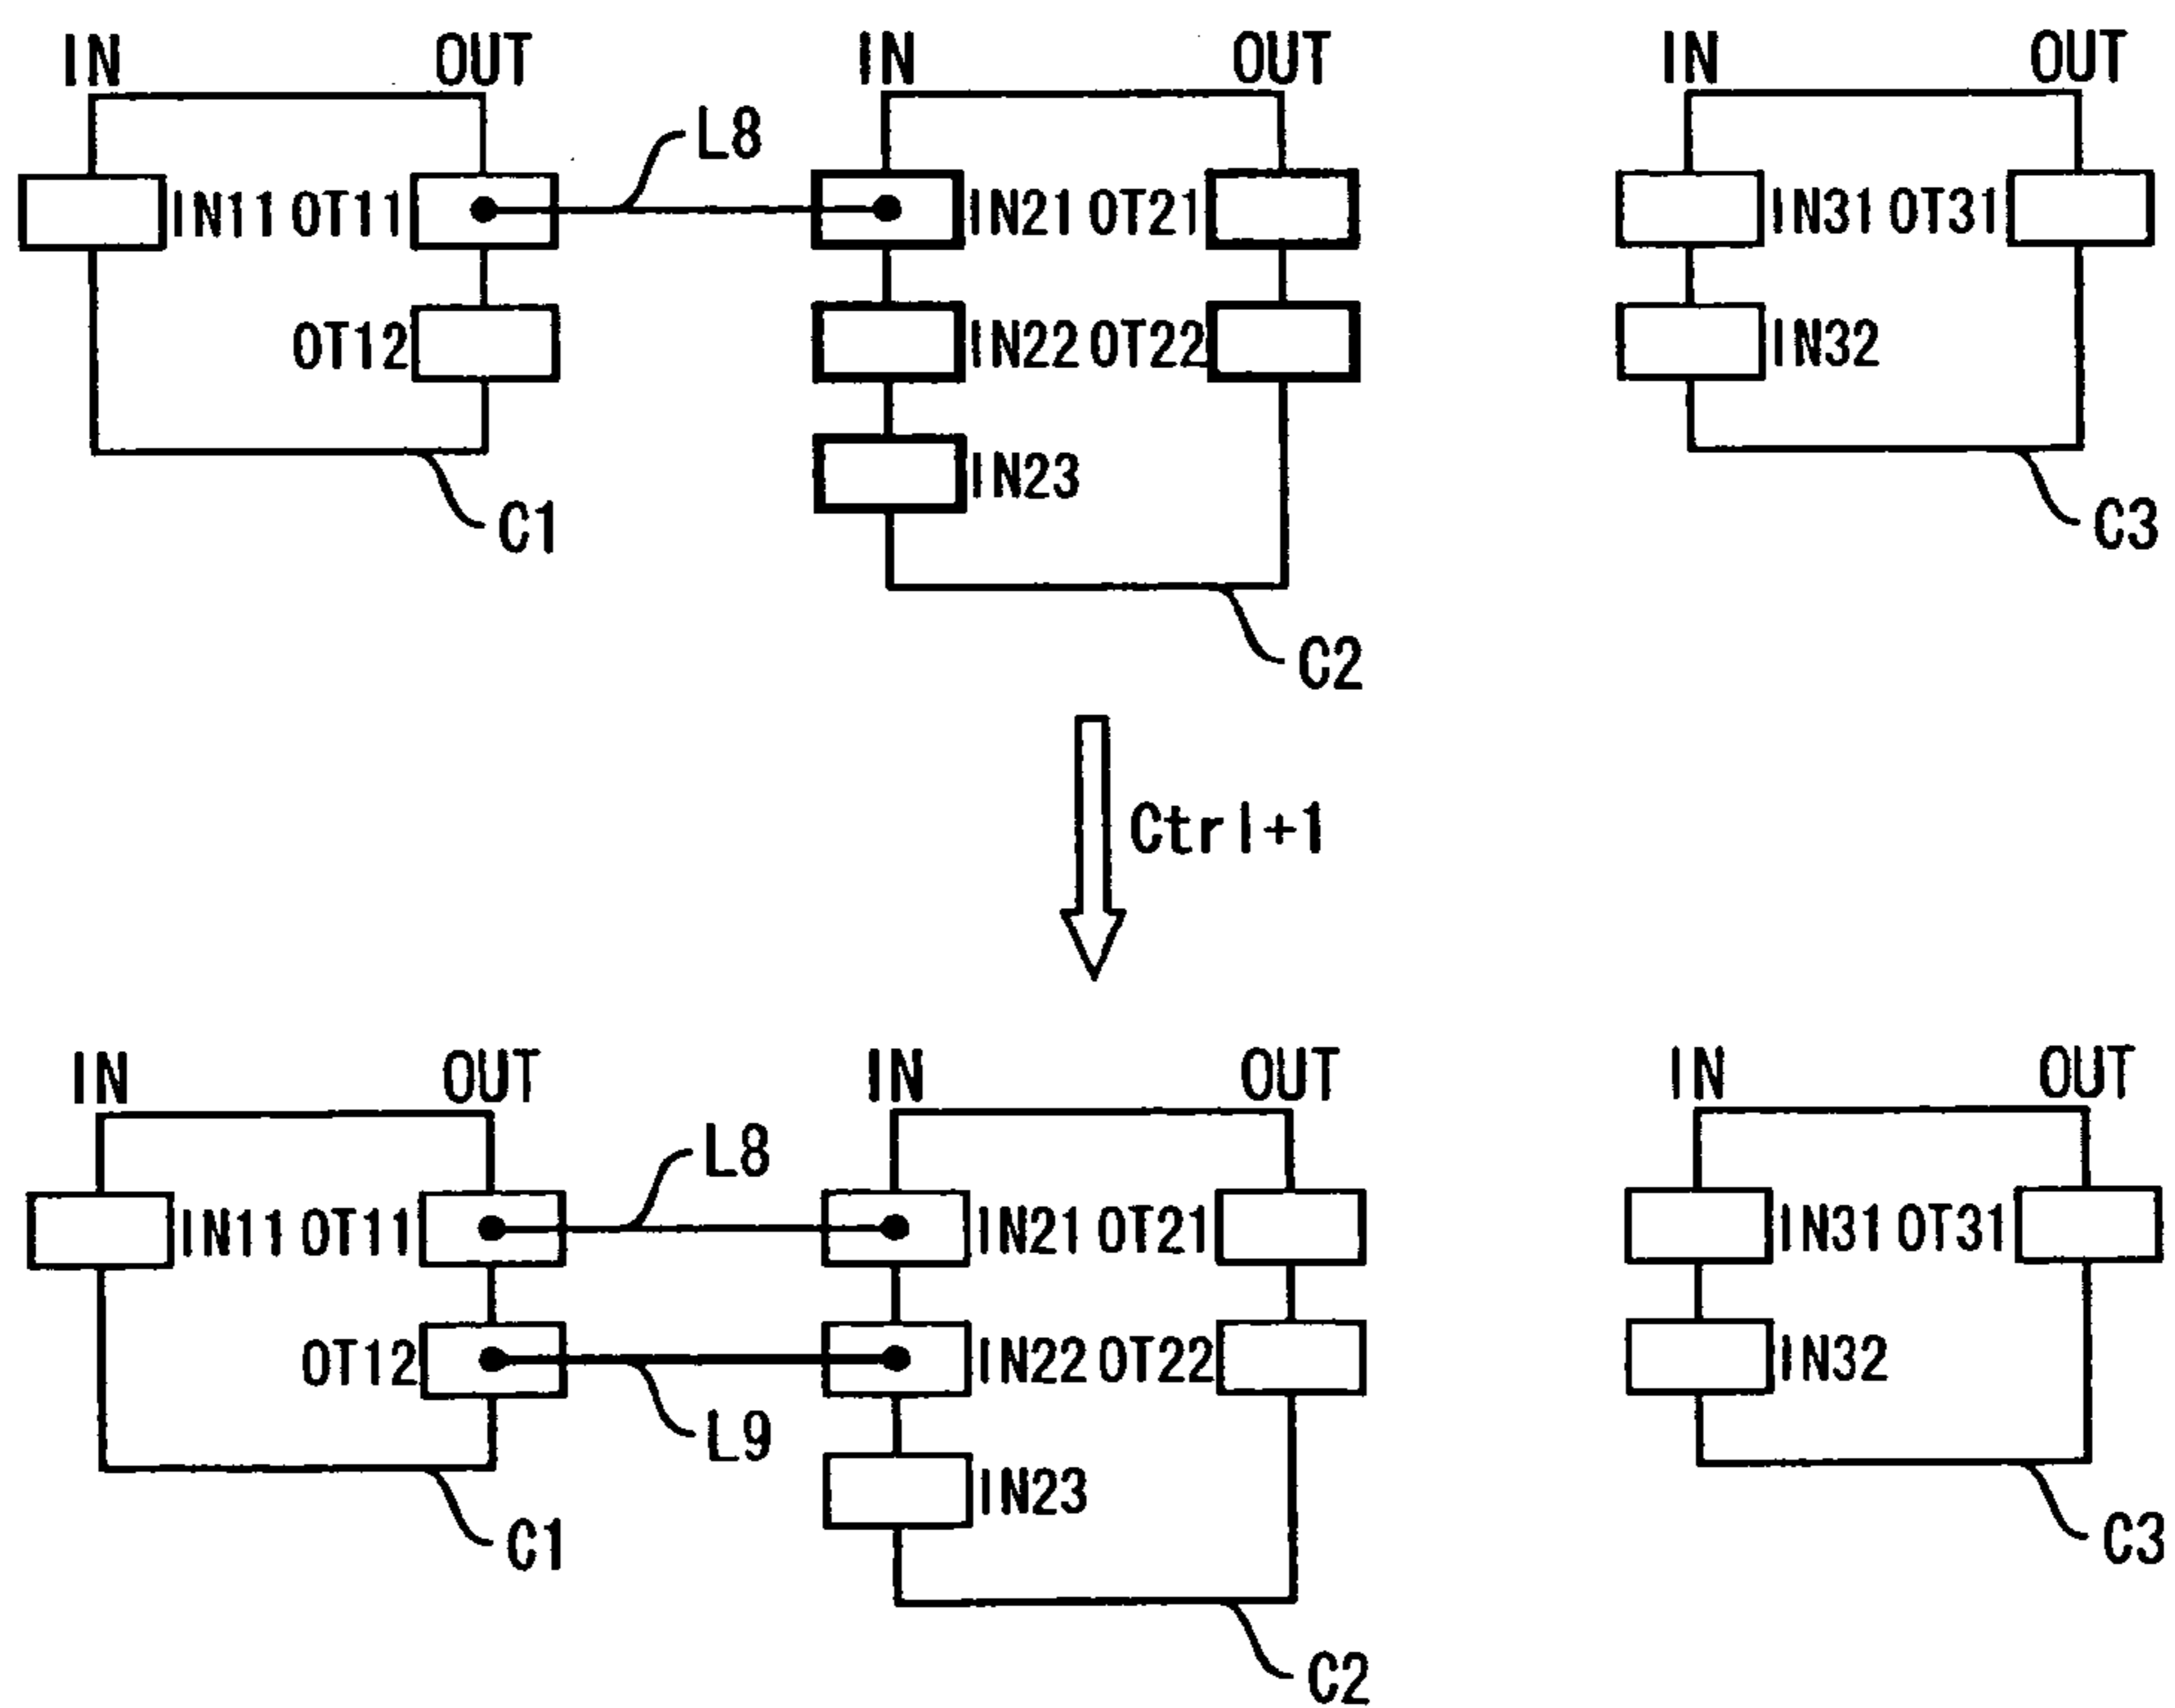 IN OUT IN OUT IN OUT
L8
IN11 OT11 IN21 OT21 IN31 OT31
OT12 IN22 OT22 IN32
IN23
C1 C3
C2
Ctrl+1
IN OUT IN OUT IN OUT
L8
IN11 OT11 IN21 OT21 IN31 OT31
OT12 IN22 OT22 IN32
L9
IN23
C1 C3
C2